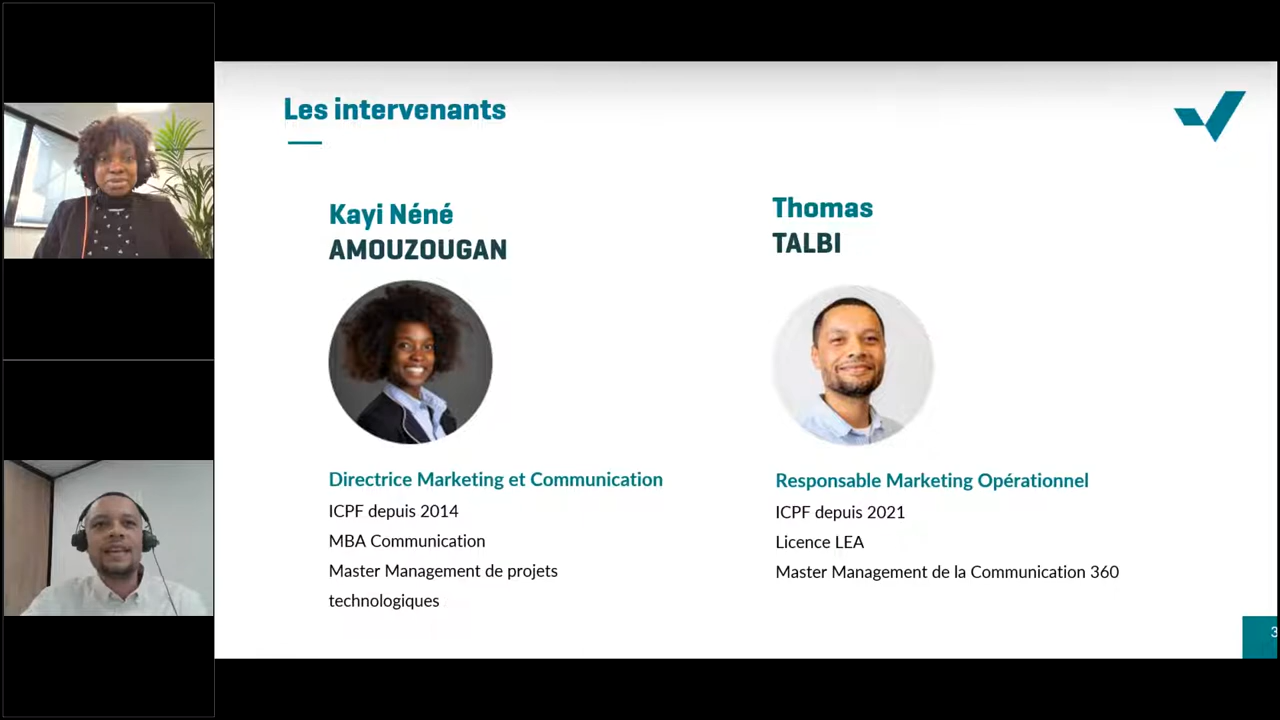 Les intervenants
Kayi Néné
AMOUZOUGAN
Directrice Marketing et Communication
ICPF depuis 2014
MBA Communication
Master Management de projets
technologiques
Thomas
TALBI
Responsable Marketing Opérationnel
ICPF depuis 2021
Licence LEA
Master Management de la Communication 360
3